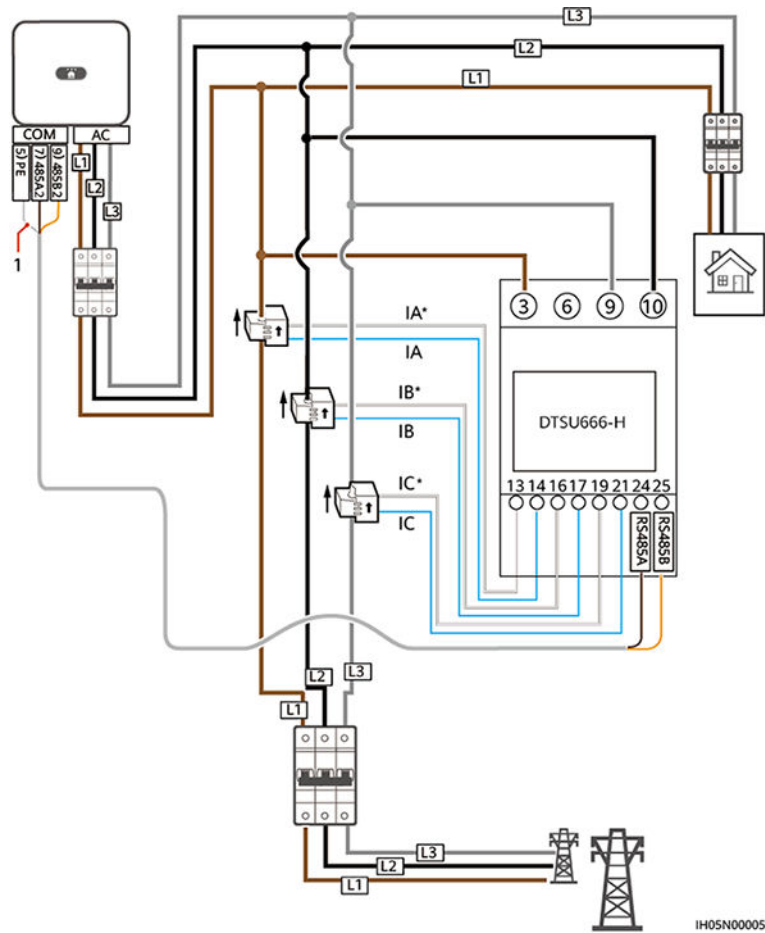 L3
L2
L1
COM
AC
5) PE
7) 485A2
9) 485B2
L1
L2
L3
1
3
6
9
10
IA*
IA
IB*
IB
IC*
IC
DTSU666-H
13 14 16 17 19 21 24 25
RS485A
RS485B
L3
L2
L1
L3
L2
L1
IH05N00005